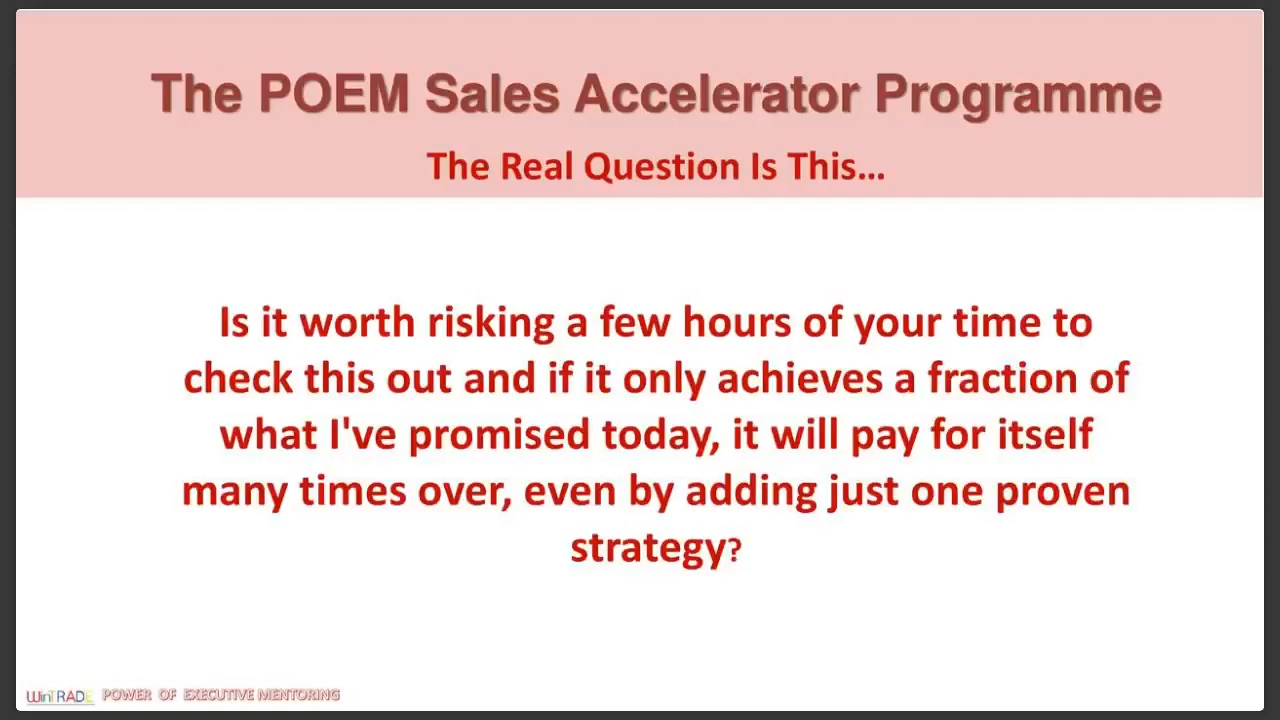 The POEM Sales Accelerator Programme
The Real Question Is This...
Is it worth risking a few hours of your time to
check this out and if it only achieves a fraction of
what I've promised today, it will pay for itself
many times over, even by adding just one proven
strategy?
WinTRADE POWER OF EXECUTIVE MENTORING